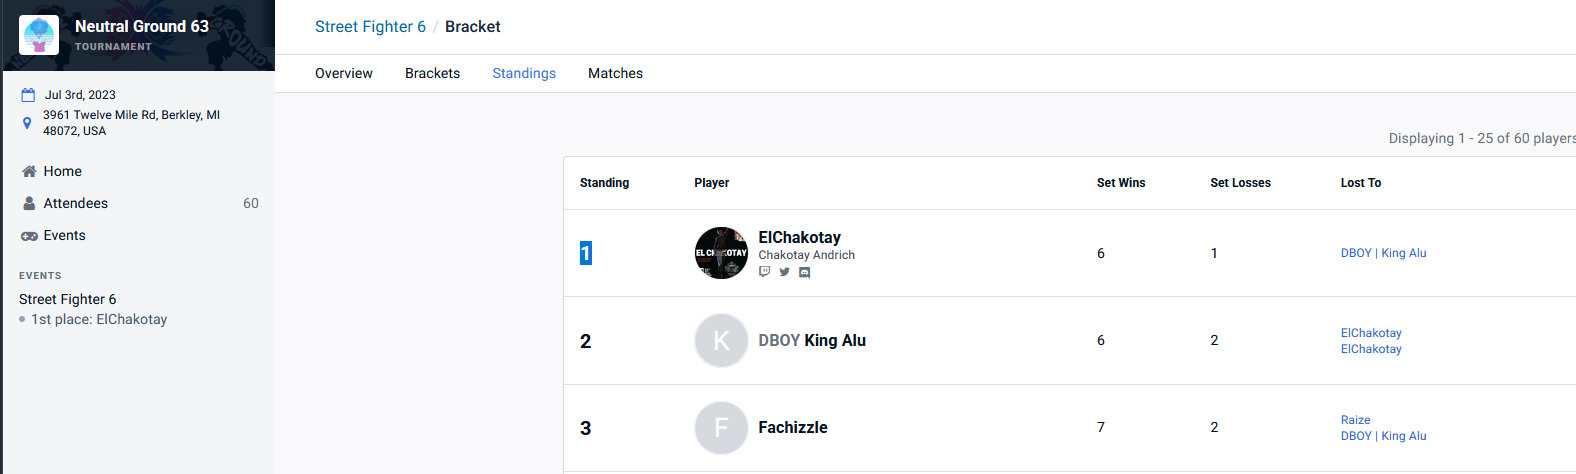 Neutral Ground 63
TOURNAMENT
Jul 3rd, 2023
3961 Twelve Mile Rd, Berkley, MI
48072, USA
Home
Attendees 60
Events
EVENTS
Street Fighter 6
1st place: ElChakotay
Street Fighter 6 / Bracket
Overview Brackets Standings Matches
Displaying 1 - 25 of 60 players
Standing Player Set Wins Set Losses Lost To
1 ElChakotay 6 1 DBOY | King Alu
Chakotay Andrich
EL CHAKOTAY
2 K DBOY King Alu 6 2 ElChakotay
ElChakotay
3 F Fachizzle 7 2 Raize
DBOY | King Alu